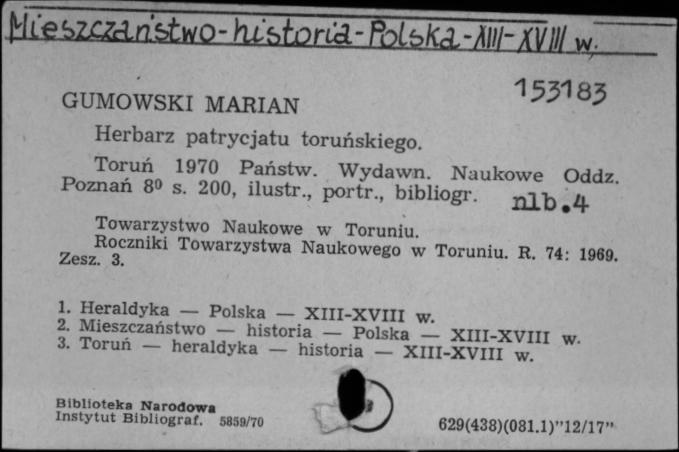 Mieszczaństwo-historia-Polska-XIII-XVIII w.
153183
GUMOWSKI MARIAN
Herbarz patrycjatu toruńskiego.
Toruń 1970 Państw. Wydawn. Naukowe Oddz.
Poznań 8⁰ s. 200, ilustr., portr., bibliogr. nlb.4
Towarzystwo Naukowe w Toruniu.
Roczniki Towarzystwa Naukowego w Toruniu. R. 74: 1969.
Zesz. 3.
1. Heraldyka — Polska — XIII-XVIII w.
2. Mieszczaństwo — historia — Polska — XIII-XVIII w.
3. Toruń — heraldyka — historia — XIII-XVIII w.
Biblioteka Narodowa
Instytut Bibliograf. 5859/70
629(438)(081.1)"12/17"